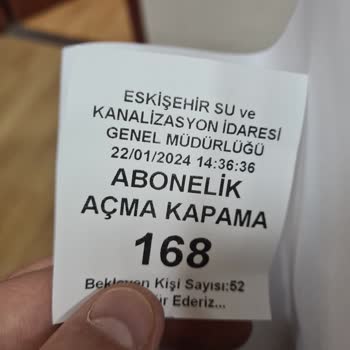 ESKİŞEHİR SU ve
KANALİZASYON İDARESİ
GENEL MÜDÜRLÜĞÜ
22/01/2024 14:36:36
ABONELİK
AÇMA KAPAMA
168
Bekleyen Kişi Sayısı:52
Ederiz...